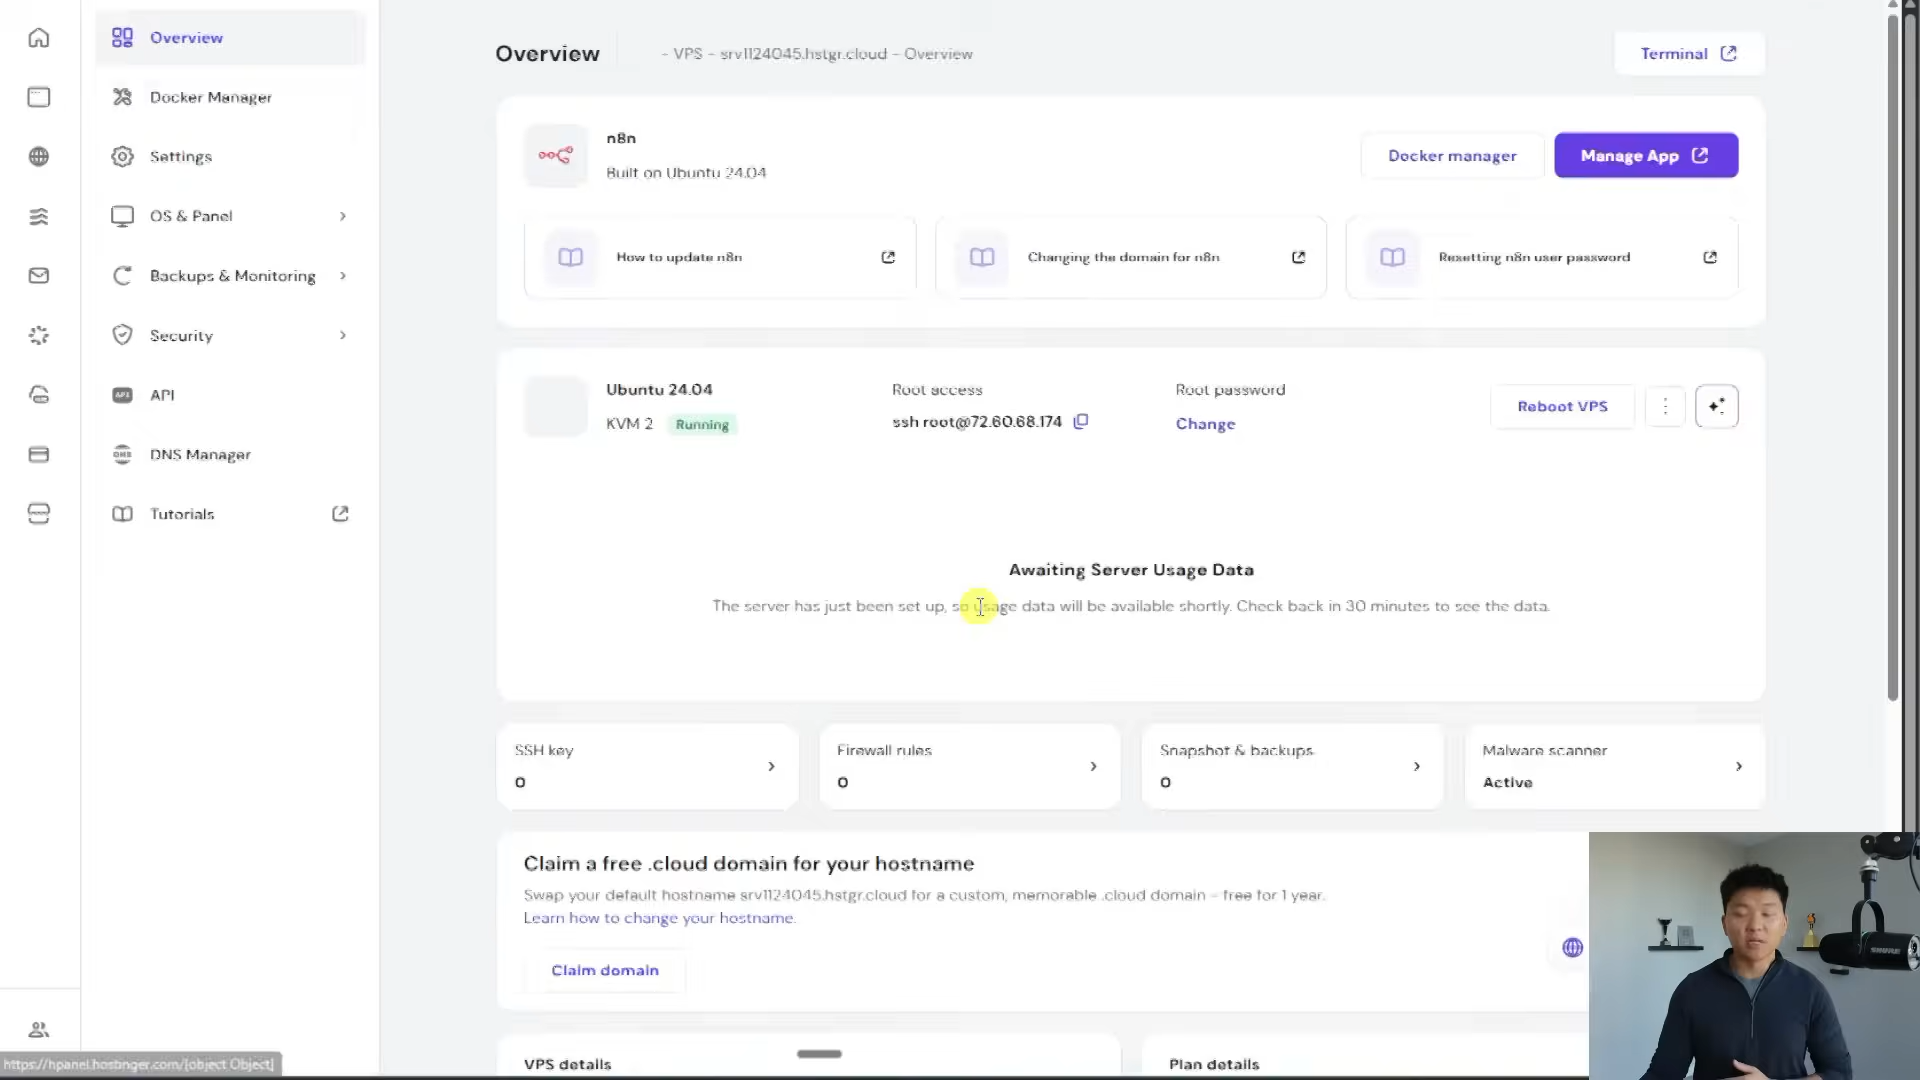 Overview
Docker Manager
Settings
OS & Panel
Backups & Monitoring
Security
API
DNS Manager
Tutorials
Overview
- VPS - srv1124045.hstgr.cloud - Overview
Terminal
n8n
Built on Ubuntu 24.04
Docker manager
Manage App
How to update n8n
Changing the domain for n8n
Resetting n8n user password
Ubuntu 24.04
KVM 2
Running
Root access
ssh root@72.60.68.174
Root password
Change
Reboot VPS
Awaiting Server Usage Data
The server has just been set up, so usage data will be available shortly. Check back in 30 minutes to see the data.
SSH key
0
Firewall rules
0
Snapshot & backups
0
Malware scanner
Active
Claim a free .cloud domain for your hostname
Swap your default hostname srv1124045.hstgr.cloud for a custom, memorable .cloud domain - free for 1 year.
Learn how to change your hostname.
Claim domain
VPS details
Plan details
https://hpanel.hostinger.com/[object Object]
SHURE